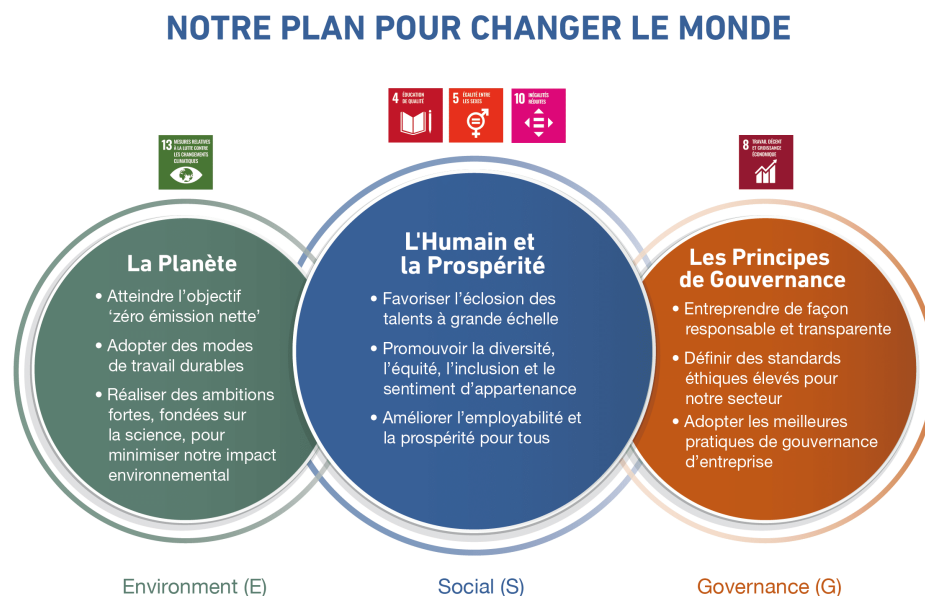 NOTRE PLAN POUR CHANGER LE MONDE
4 ÉDUCATION
DE QUALITÉ
5 ÉGALITÉ ENTRE
LES SEXES
10 INÉGALITÉS
RÉDUITES
13 MESURES RELATIVES
À LA LUTTE CONTRE
LES CHANGEMENTS
CLIMATIQUES
8 TRAVAIL DÉCENT
ET CROISSANCE
ÉCONOMIQUE
La Planète
• Atteindre l’objectif
‘zéro émission nette’
• Adopter des modes
de travail durables
• Réaliser des ambitions
fortes, fondées sur
la science, pour
minimiser notre impact
environnemental
L'Humain et
la Prospérité
• Favoriser l’éclosion des
talents à grande échelle
• Promouvoir la diversité,
l’équité, l’inclusion et le
sentiment d’appartenance
• Améliorer l’employabilité et
la prospérité pour tous
Les Principes
de Gouvernance
• Entreprendre de façon
responsable et transparente
• Définir des standards
éthiques élevés pour
notre secteur
• Adopter les meilleures
pratiques de gouvernance
d’entreprise
Environment (E)
Social (S)
Governance (G)